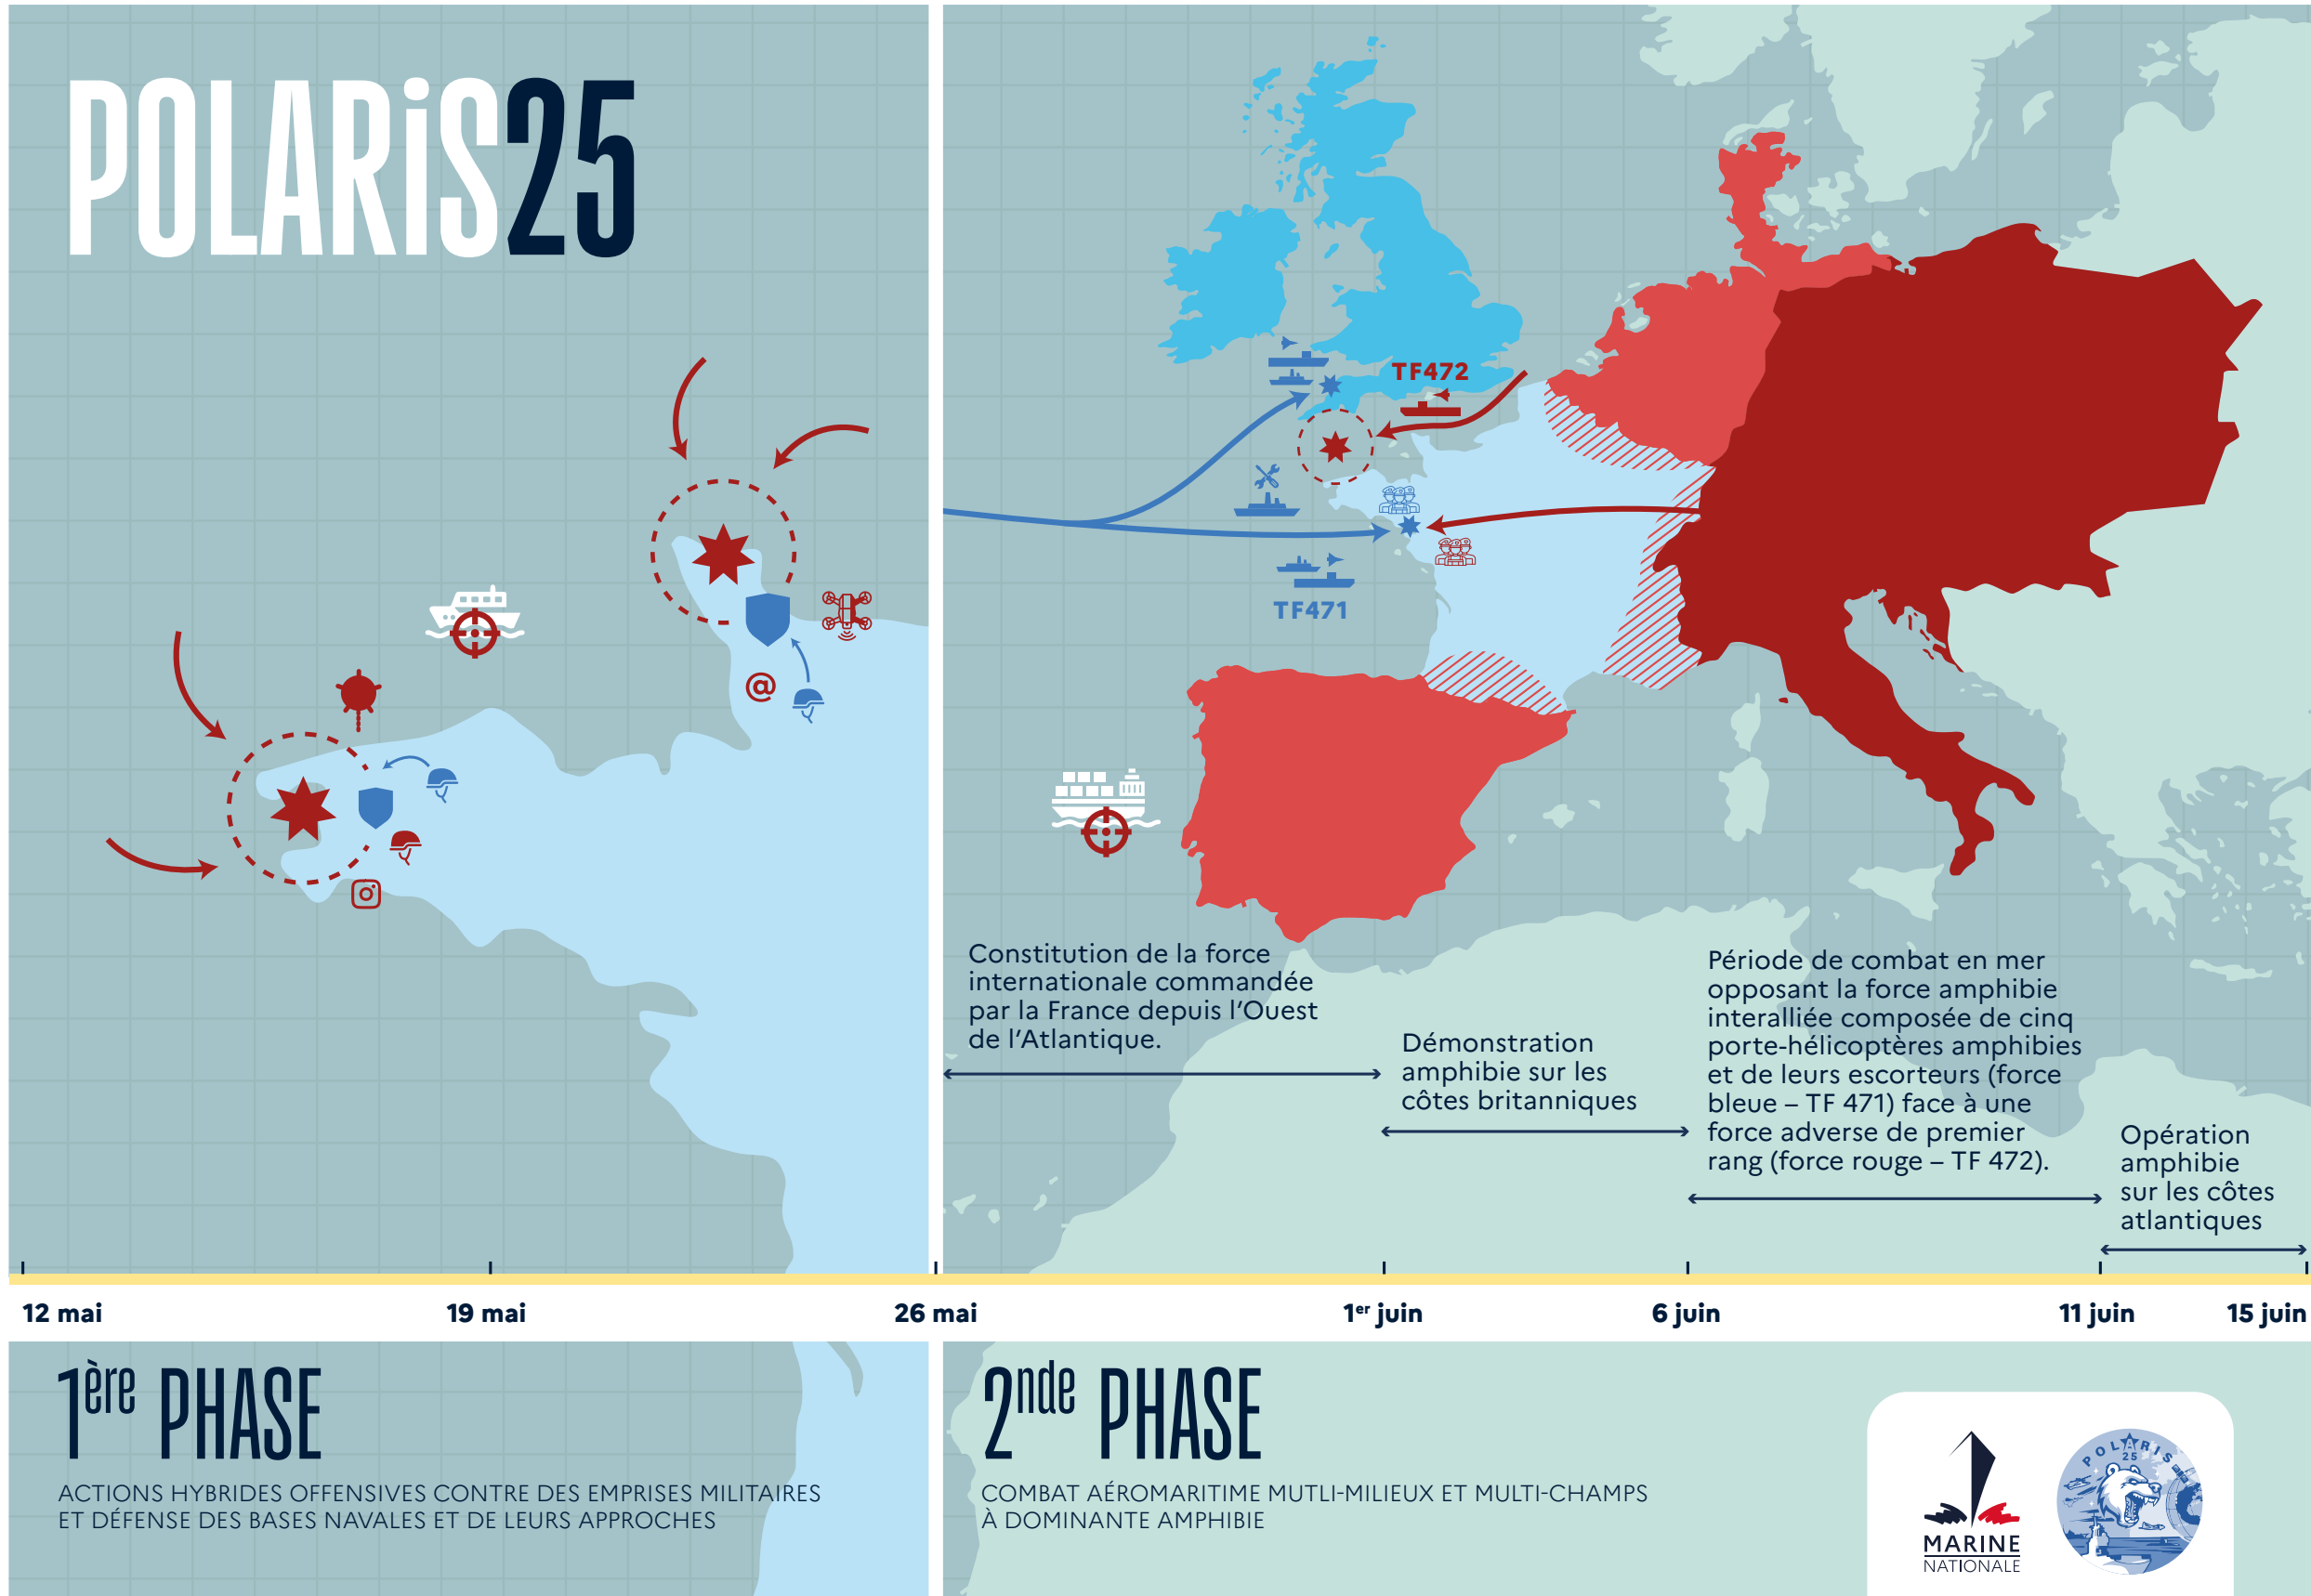 POLARiS25
TF472
TF471
@
Constitution de la force
internationale commandée
par la France depuis l'Ouest
de l'Atlantique.
Démonstration
amphibie sur les
côtes britanniques
Période de combat en mer
opposant la force amphibie
interalliée composée de cinq
porte-hélicoptères amphibies
et de leurs escorteurs (force
bleue – TF 471) face à une
force adverse de premier
rang (force rouge – TF 472).
Opération
amphibie
sur les côtes
atlantiques
12 mai
19 mai
26 mai
1er juin
6 juin
11 juin
15 juin
1ère PHASE
ACTIONS HYBRIDES OFFENSIVES CONTRE DES EMPRISES MILITAIRES
ET DÉFENSE DES BASES NAVALES ET DE LEURS APPROCHES
2nde PHASE
COMBAT AÉROMARITIME MUTLI-MILIEUX ET MULTI-CHAMPS
À DOMINANTE AMPHIBIE
MARINE
NATIONALE
POLARIS
25